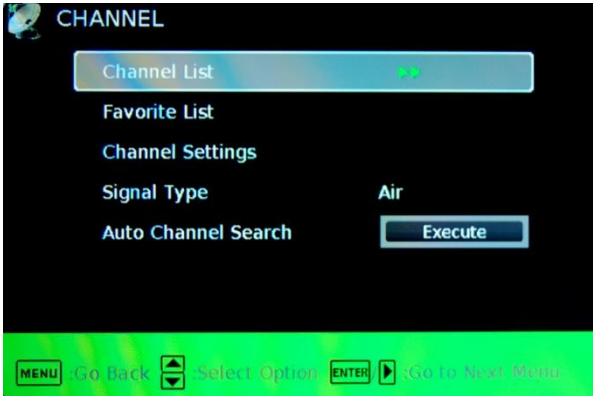 CHANNEL
Channel List
Favorite List
Channel Settings
Signal Type Air
Auto Channel Search Execute
MENU :Go Back :Select Option ENTER/ :Go to Next Menu